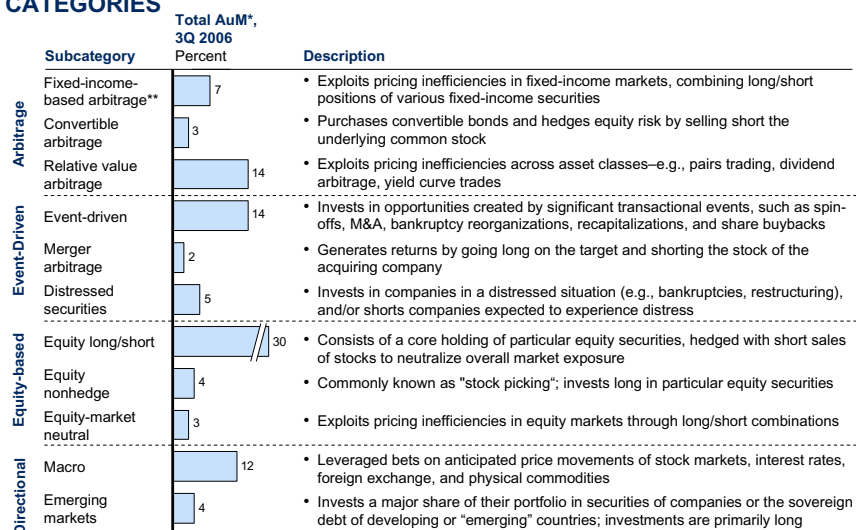 CATEGORIES
Total AuM*,
3Q 2006
Subcategory Percent Description
Arbitrage
Fixed-income-
based arbitrage**
7
• Exploits pricing inefficiencies in fixed-income markets, combining long/short
positions of various fixed-income securities
Convertible
arbitrage
3
• Purchases convertible bonds and hedges equity risk by selling short the
underlying common stock
Relative value
arbitrage
14
• Exploits pricing inefficiencies across asset classes–e.g., pairs trading, dividend
arbitrage, yield curve trades
Event-Driven
Event-driven
14
• Invests in opportunities created by significant transactional events, such as spin-
offs, M&A, bankruptcy reorganizations, recapitalizations, and share buybacks
Merger
arbitrage
2
• Generates returns by going long on the target and shorting the stock of the
acquiring company
Distressed
securities
5
• Invests in companies in a distressed situation (e.g., bankruptcies, restructuring),
and/or shorts companies expected to experience distress
Equity-based
Equity long/short
30
• Consists of a core holding of particular equity securities, hedged with short sales
of stocks to neutralize overall market exposure
Equity
nonhedge
4
• Commonly known as "stock picking“; invests long in particular equity securities
Equity-market
neutral
3
• Exploits pricing inefficiencies in equity markets through long/short combinations
Directional
Macro
12
• Leveraged bets on anticipated price movements of stock markets, interest rates,
foreign exchange, and physical commodities
Emerging
markets
4
• Invests a major share of their portfolio in securities of companies or the sovereign
debt of developing or “emerging” countries; investments are primarily long